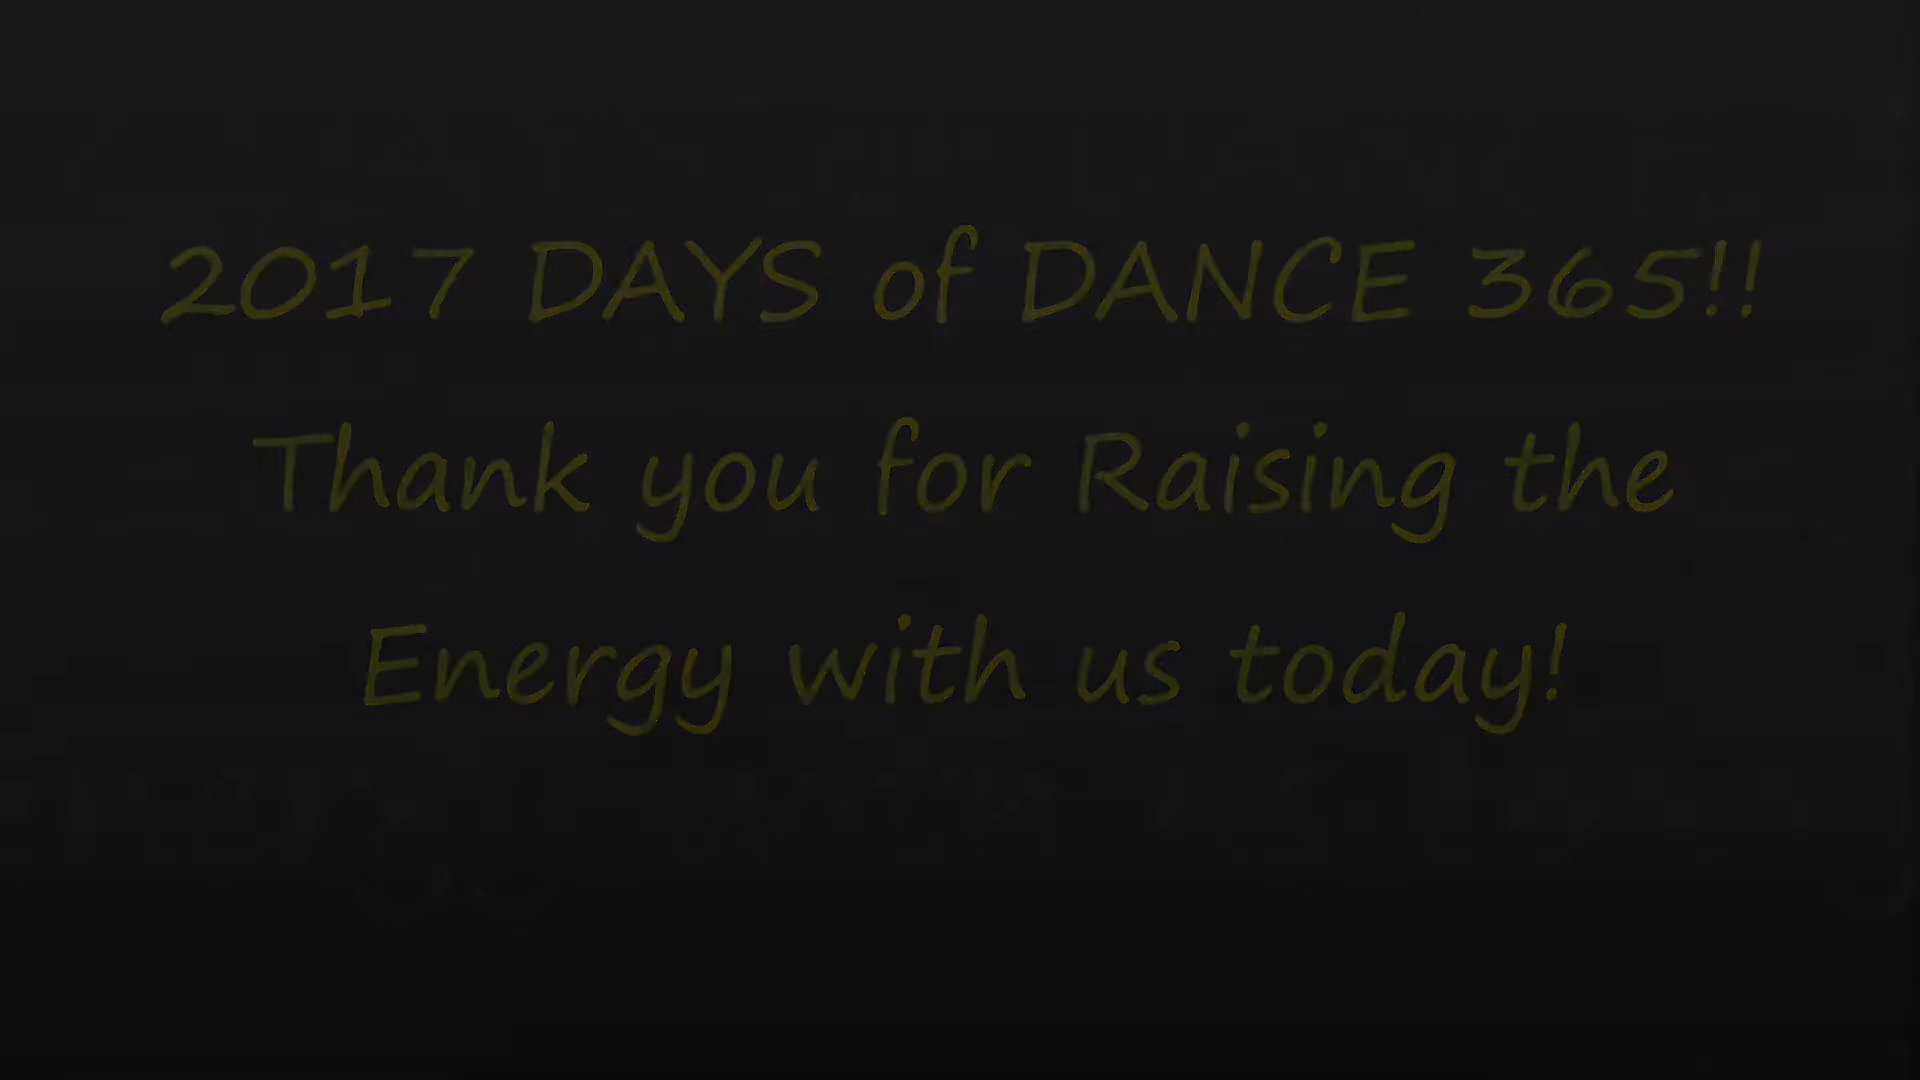 2017 DAYS of DANCE 365!!
Thank you for Raising the
Energy with us today!